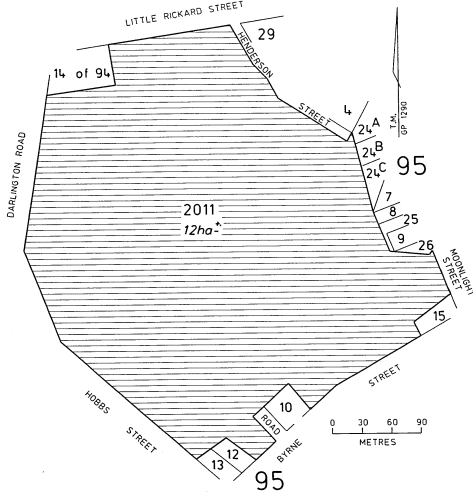 LITTLE RICKARD STREET
29
HENDERSON
STREET
14 of 94
4
24A
24B
24C
95
T.M.
GP. 1290
DARLINGTON ROAD
2011
12ha±
7
8
25
9
26
MOONLIGHT
STREET
15
HOBBS
STREET
STREET
10
ROAD
BYRNE
12
13
95
0 30 60 90
METRES